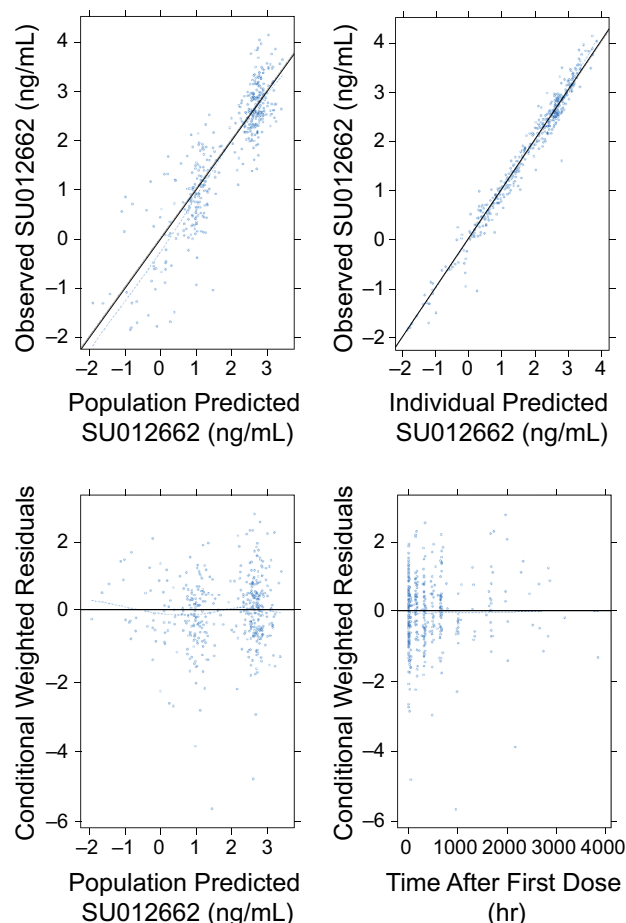 4
3
2
1
0
–1
–2
Observed SU012662 (ng/mL)
–2 –1 0 1 2 3
Population Predicted
SU012662 (ng/mL)
4
3
2
1
0
–1
–2
Observed SU012662 (ng/mL)
–2 –1 0 1 2 3 4
Individual Predicted
SU012662 (ng/mL)
2
0
–2
–4
–6
Conditional Weighted Residuals
–2 –1 0 1 2 3
Population Predicted
SU012662 (ng/mL)
2
0
–2
–4
–6
Conditional Weighted Residuals
0 1000 2000 3000 4000
Time After First Dose
(hr)